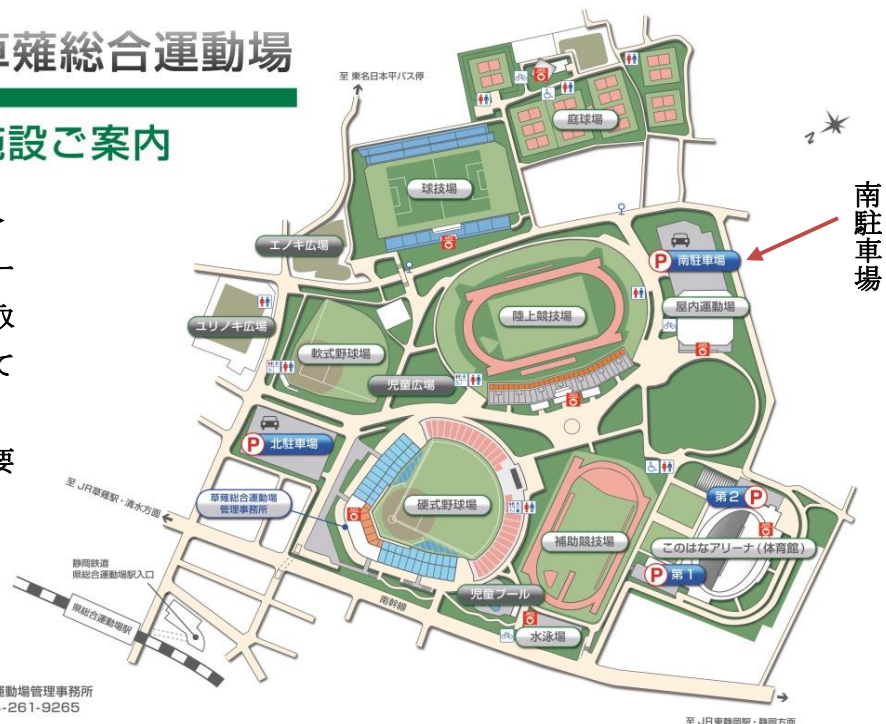 草薙総合運動場
施設ご案内
至 東名日本平バス停
庭球場
球技場
南駐車場
エノキ広場
P 南駐車場
屋内運動場
陸上競技場
ユリノキ広場
軟式野球場
児童広場
取
て
要
P 北駐車場
至 JR草薙駅・清水方面
草薙総合運動場
管理事務所
硬式野球場
第2 P
補助競技場
このはなアリーナ(体育館)
P 第1
静岡鉄道
県総合運動場駅入口
県総合運動場駅
南幹線
児童プール
水泳場
運動場管理事務所
-261-9265
至 JR東静岡駅・静岡方面